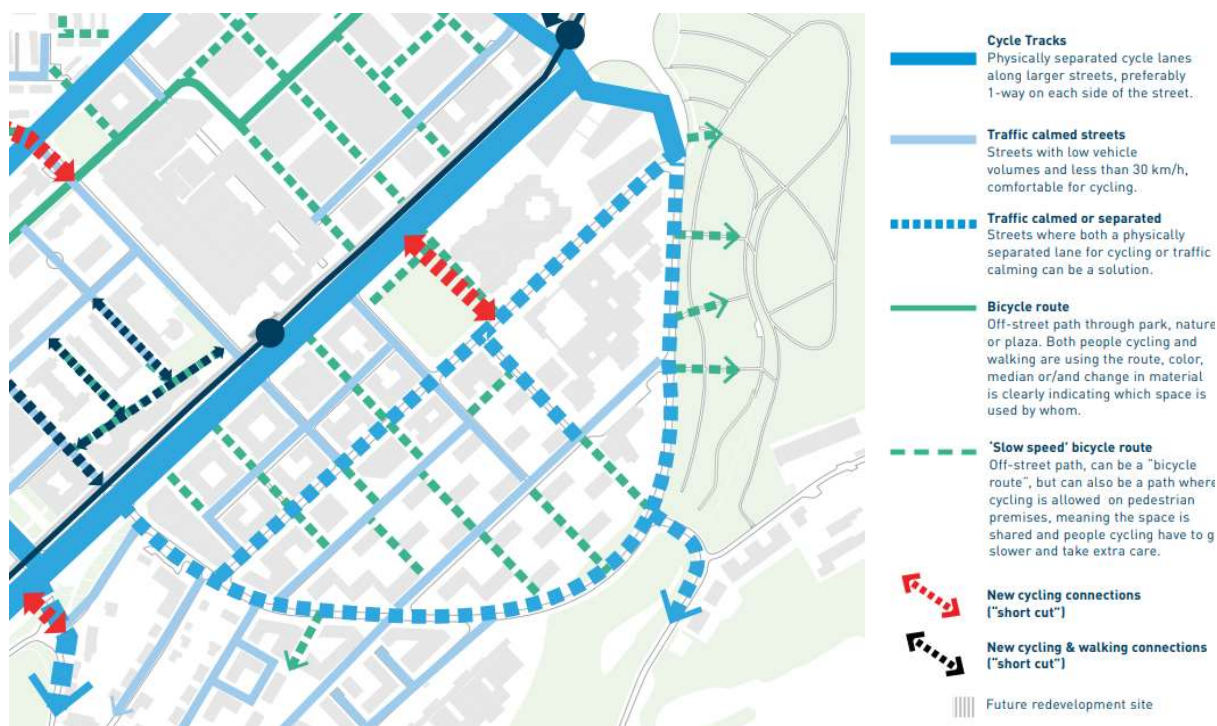 Cycle Tracks
Physically separated cycle lanes
along larger streets, preferably
1-way on each side of the street.
Traffic calmed streets
Streets with low vehicle
volumes and less than 30 km/h,
comfortable for cycling.
Traffic calmed or separated
Streets where both a physically
separated lane for cycling or traffic
calming can be a solution.
Bicycle route
Off-street path through park, nature
or plaza. Both people cycling and
walking are using the route, color,
median or/and change in material
is clearly indicating which space is
used by whom.
'Slow speed' bicycle route
Off-street path, can be a "bicycle
route", but can also be a path where
cycling is allowed on pedestrian
premises, meaning the space is
shared and people cycling have to g
slower and take extra care.
New cycling connections
("short cut")
New cycling & walking connections
("short cut")
Future redevelopment site